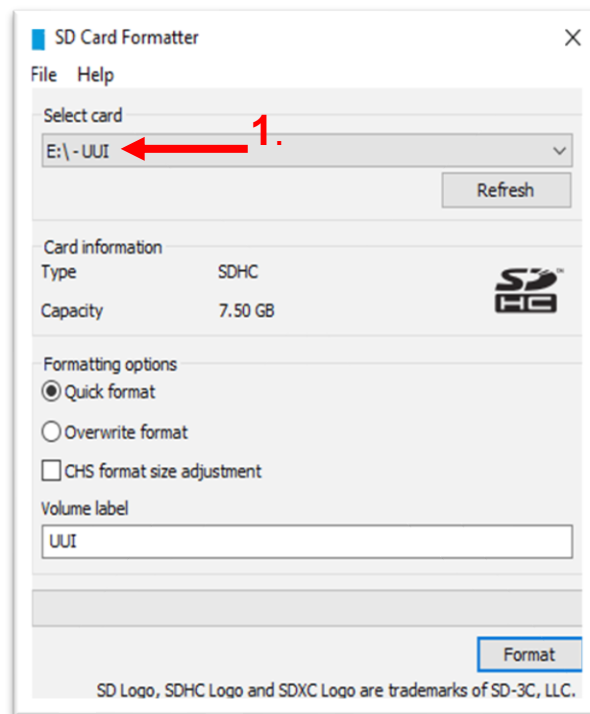 SD Card Formatter
File Help
Select card
1.
E:\ - UUI
Refresh
Card information
Type SDHC
Capacity 7.50 GB
SD
HC
Formatting options
Quick format
Overwrite format
CHS format size adjustment
Volume label
UUI
Format
SD Logo, SDHC Logo and SDXC Logo are trademarks of SD-3C, LLC.